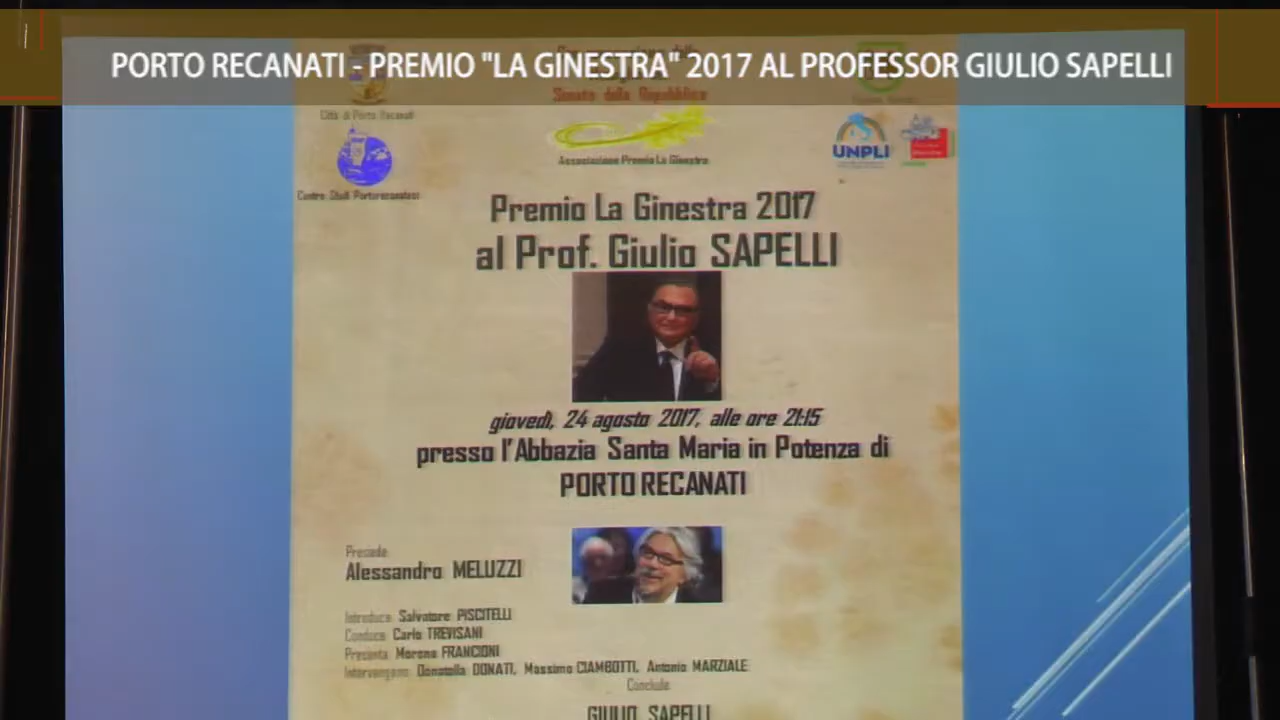 PORTO RECANATI - PREMIO "LA GINESTRA" 2017 AL PROFESSOR GIULIO SAPELLI
Senato della Repubblica
Città di Porto Recanati
Associazione Premio La Ginestra
UNPLI
Centro Studi Portorecanatesi
Premio La Ginestra 2017
al Prof. Giulio SAPELLI
giovedì, 24 agosto 2017, alle ore 21:15
presso l'Abbazia Santa Maria in Potenza di
PORTO RECANATI
Presiede
Alessandro MELUZZI
Introduce Salvatore PISCITELLI
Conduce Carlo TREVISANI
Presenta Morena FRANCIONI
Intervengono Donatella DONATI, Massimo CIAMBOTTI, Antonio MARZIALE
Conclude
GIULIO SAPELLI